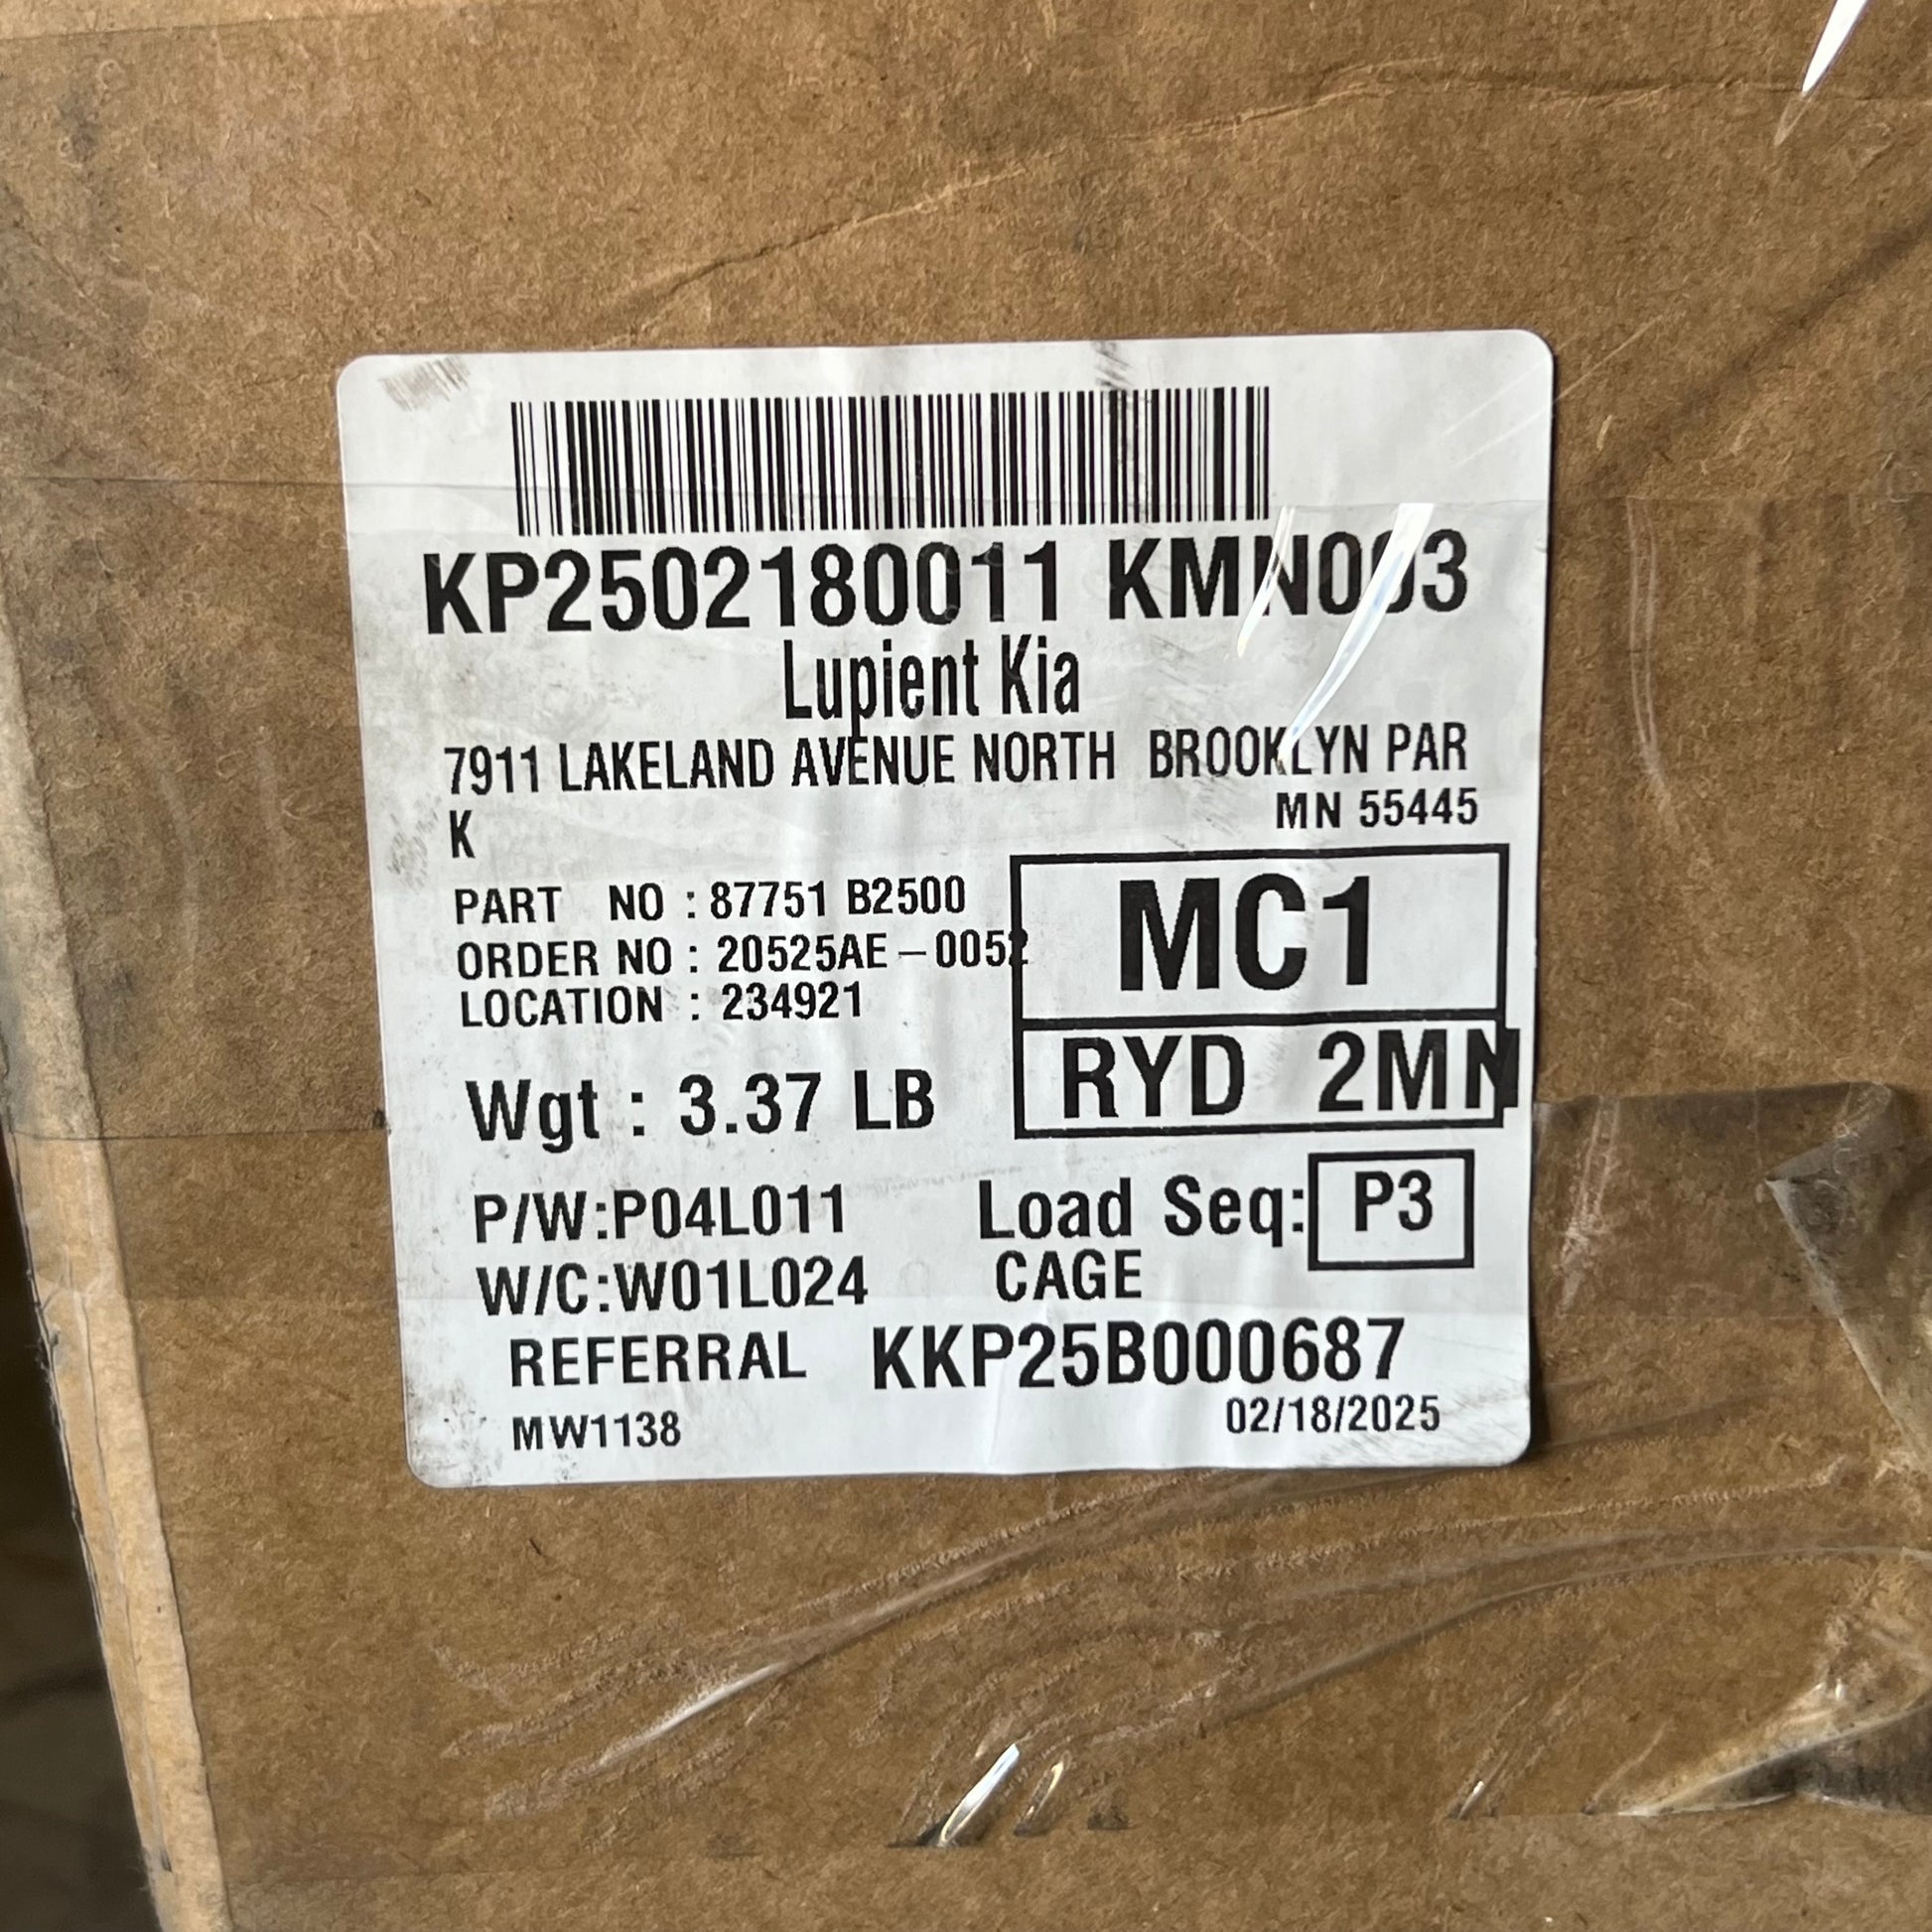 KP2502180011 KMN003
Lupient Kia
7911 LAKELAND AVENUE NORTH BROOKLYN PAR
K
MN 55445
PART NO : 87751 B2500
ORDER NO : 20525AE-0052
LOCATION : 234921
MC1
RYD 2MN
Wgt : 3.37 LB
P/W:P04L011
Load Seq: P3
W/C:W01L024
CAGE
REFERRAL KKP25B000687
MW1138
02/18/2025